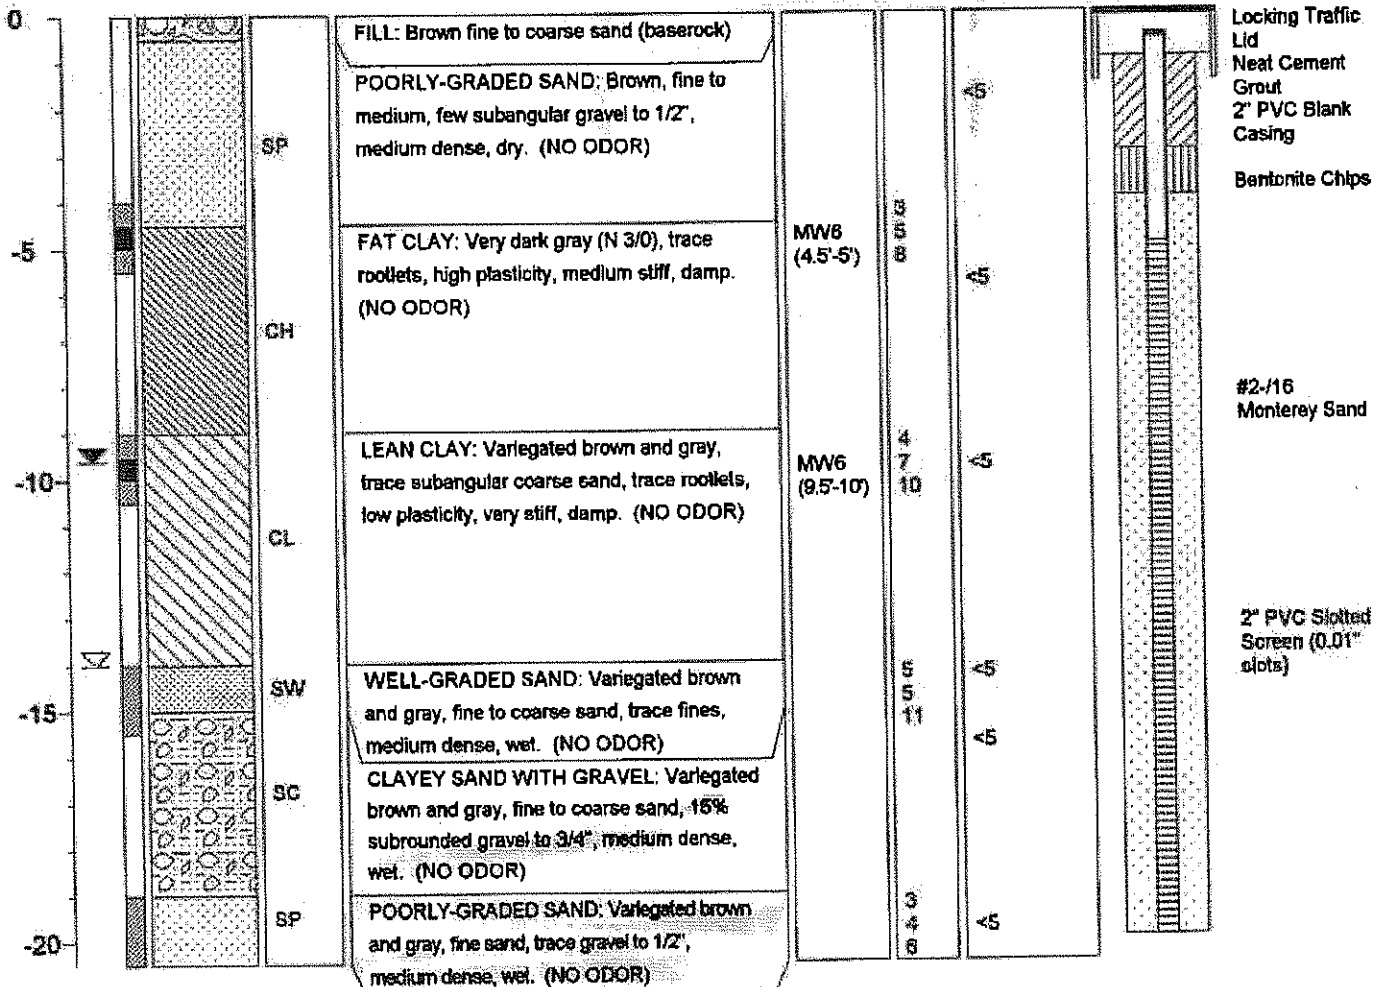 0
FILL: Brown fine to coarse sand (baserock)
Locking Traffic
Lid
Neat Cement
Grout
2" PVC Blank
Casing
Bentonite Chips
POORLY-GRADED SAND: Brown, fine to
medium, few subangular gravel to 1/2",
medium dense, dry. (NO ODOR)
SP
<5
-5
FAT CLAY: Very dark gray (N 3/0), trace
rootlets, high plasticity, medium stiff, damp.
(NO ODOR)
CH
MW6
(4.5'-5')
5
<5
#2-/16
Monterey Sand
-10
LEAN CLAY: Variegated brown and gray,
trace subangular coarse sand, trace rootlets,
low plasticity, very stiff, damp. (NO ODOR)
CL
MW6
(9.5'-10')
4
7
10
<5
2" PVC Slotted
Screen (0.01"
slots)
-15
WELL-GRADED SAND: Variegated brown
and gray, fine to coarse sand, trace fines,
medium dense, wet. (NO ODOR)
SW
5
5
11
<5
<5
CLAYEY SAND WITH GRAVEL: Variegated
brown and gray, fine to coarse sand, 15%
subrounded gravel to 3/4", medium dense,
wet. (NO ODOR)
SC
-20
POORLY-GRADED SAND: Variegated brown
and gray, fine sand, trace gravel to 1/2",
medium dense, wet. (NO ODOR)
SP
3
4
<5